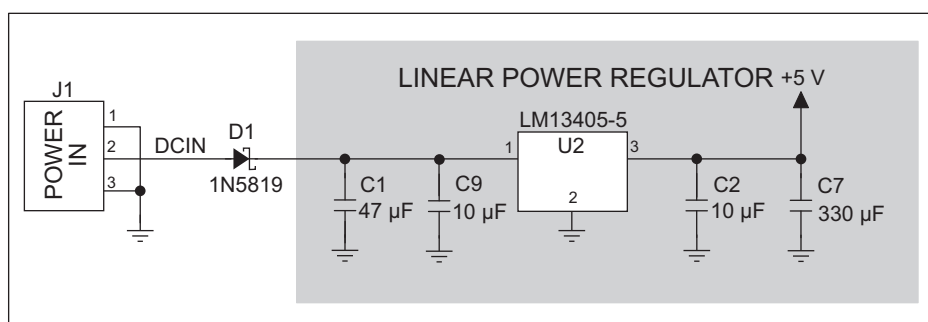 LINEAR POWER REGULATOR +5 V
J1
LM13405-5
POWER IN
1
2
3
DCIN
D1
1N5819
1
U2
3
2
C1
47 µF
C9
10 µF
C2
10 µF
C7
330 µF